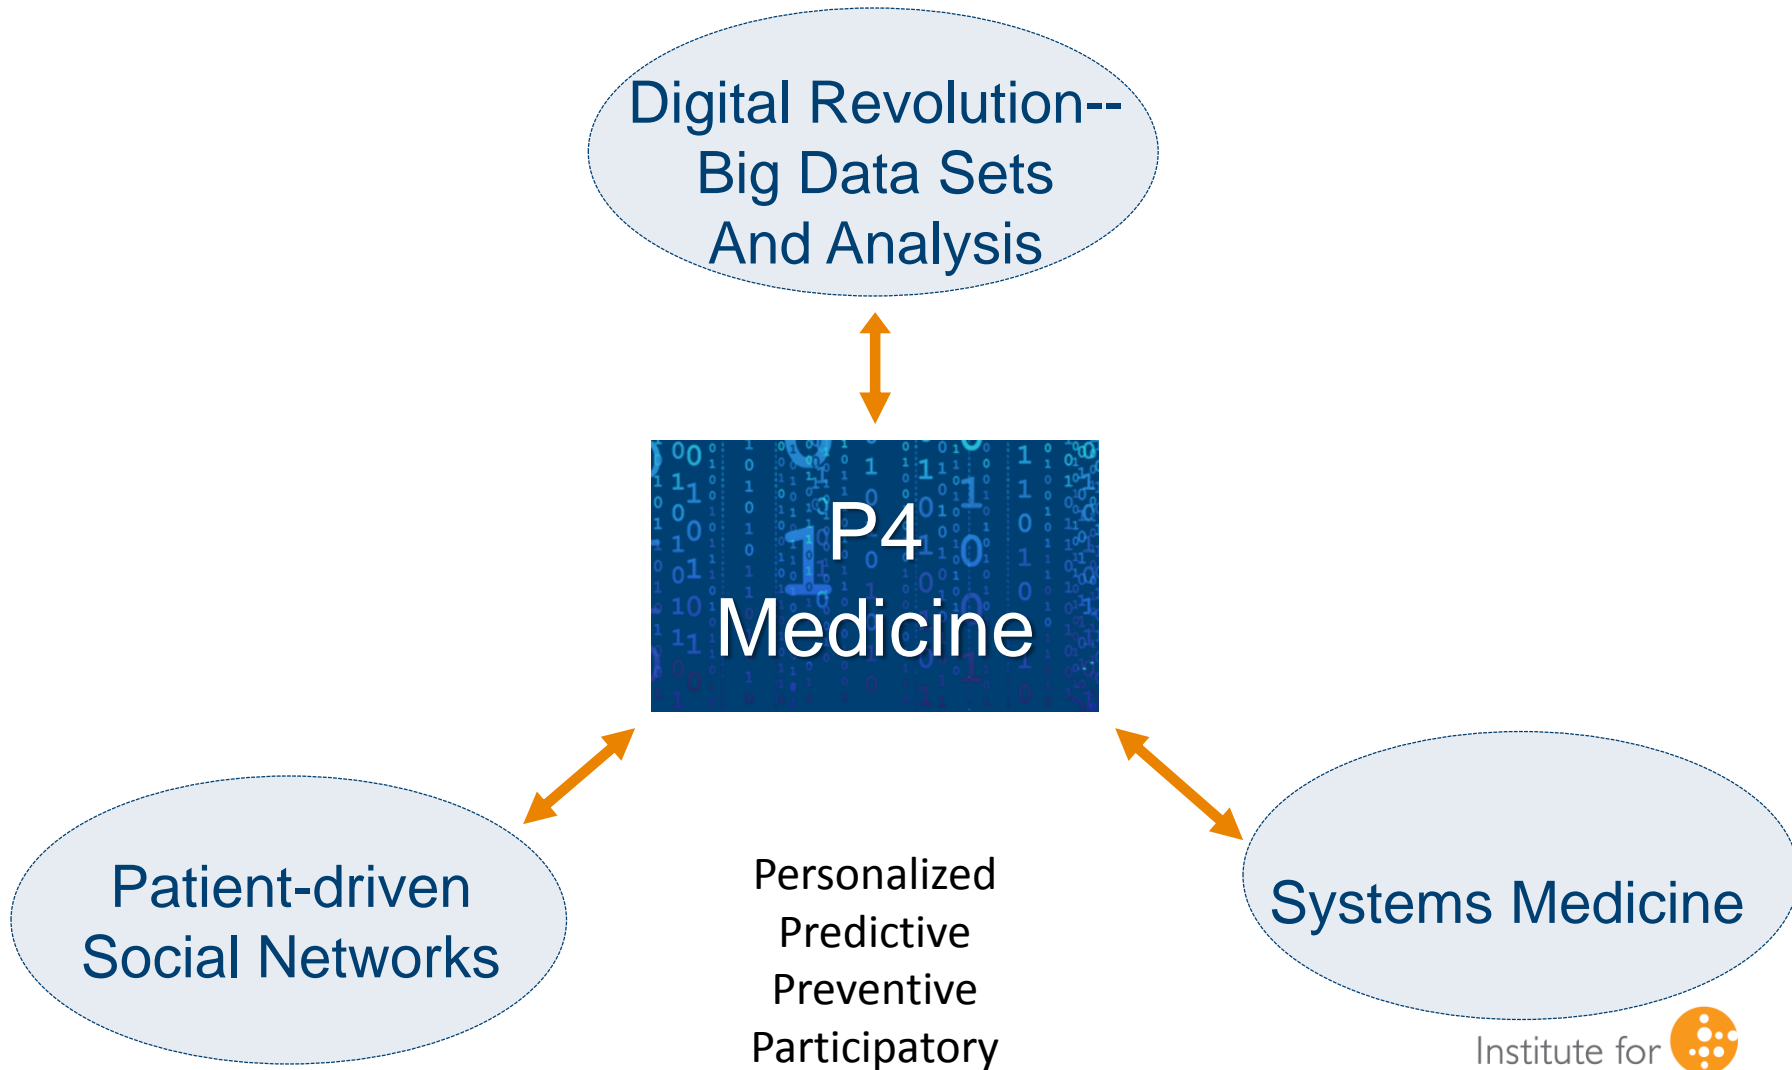 Digital Revolution--
Big Data Sets
And Analysis
P4
Medicine
Patient-driven
Social Networks
Systems Medicine
Personalized
Predictive
Preventive
Participatory
Institute for